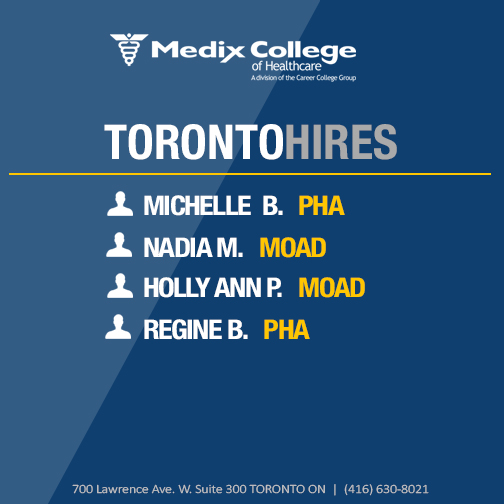 Medix College
of Healthcare
A division of the Career College Group
TORONTOHIRES
MICHELLE B. PHA
NADIA M. MOAD
HOLLY ANN P. MOAD
REGINE B. PHA
700 Lawrence Ave. W. Suite 300 TORONTO ON | (416) 630-8021